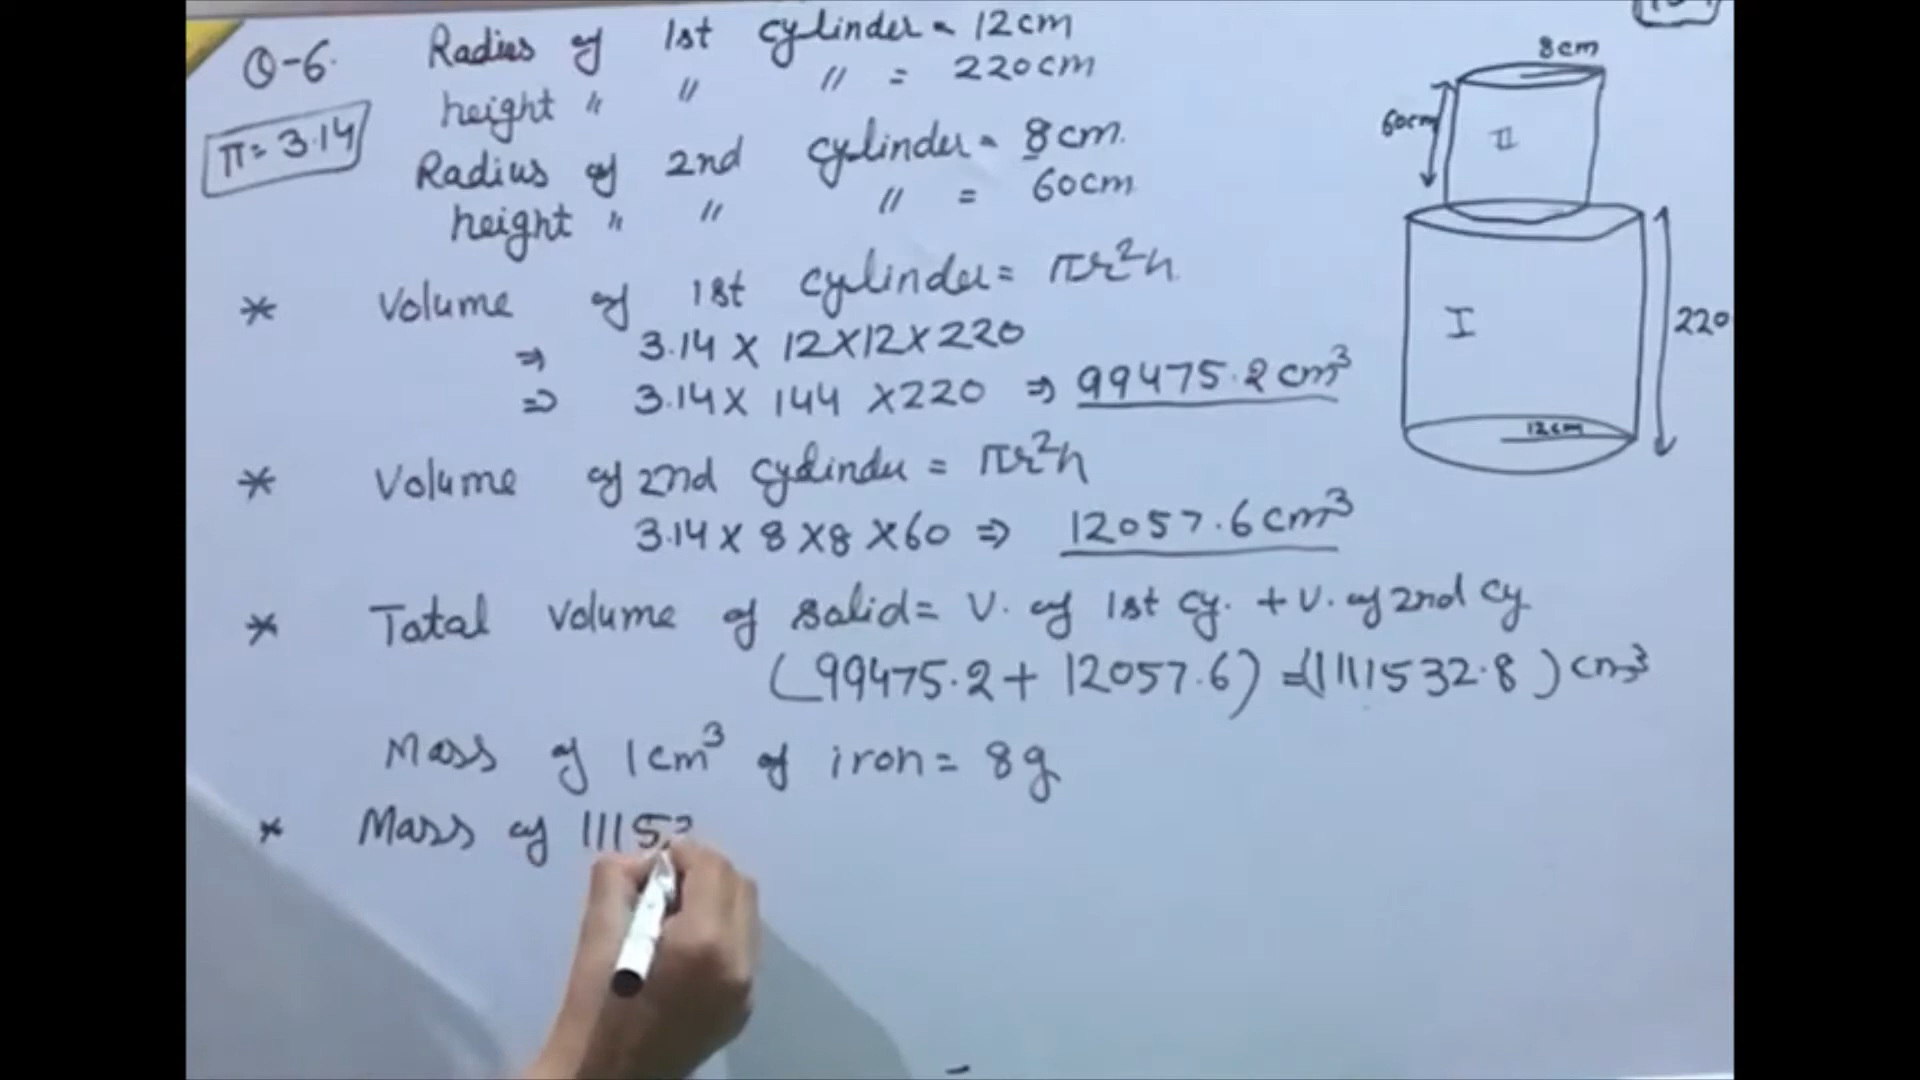 Q-6. Radius of 1st cylinder = 12cm
height " " " = 220cm
π = 3.14
Radius of 2nd cylinder = 8cm.
height " " " = 60cm
* Volume of 1st cylinder = πr²h
⇒ 3.14 X 12X12X220
⇒ 3.14X 144 X220 ⇒ 99475.2 cm³
* Volume of 2nd cylinder = πr²h
3.14 X 8 X8 X60 ⇒ 12057.6 cm³
* Total volume of solid = V. of 1st cy. + V. of 2nd cy
(99475.2 + 12057.6) = (1111532.8) cm³
Mass of 1cm³ of iron = 8g
* Mass of 1115
8cm
60cm
II
I
220
12cm